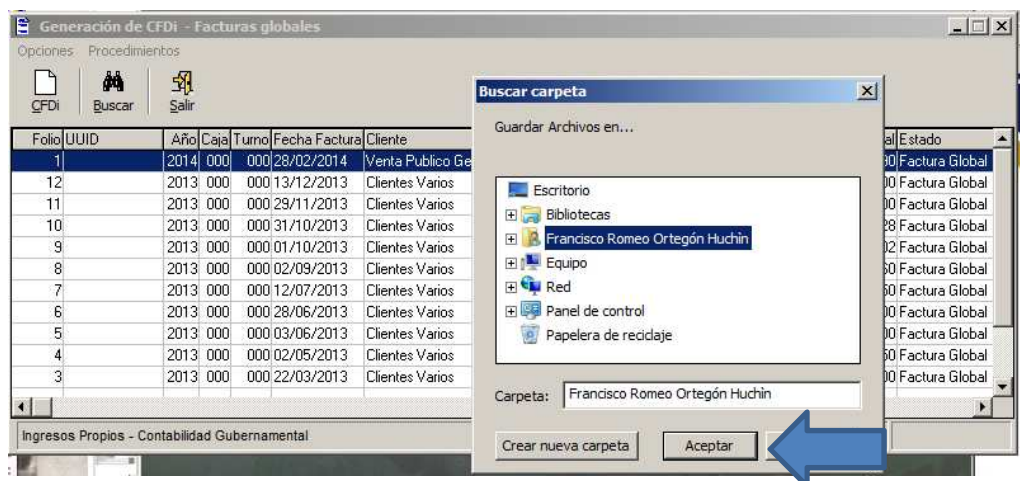 Generación de CFDi - Facturas globales
Opciones Procedimientos
CFDi Buscar Salir
Folio UUID Año Caja Turno Fecha Factura Cliente Estado
1 2014 000 000 28/02/2014 Venta Publico Ge Factura Global
12 2013 000 000 13/12/2013 Clientes Varios Factura Global
11 2013 000 000 29/11/2013 Clientes Varios Factura Global
10 2013 000 000 31/10/2013 Clientes Varios Factura Global
9 2013 000 000 01/10/2013 Clientes Varios Factura Global
8 2013 000 000 02/09/2013 Clientes Varios Factura Global
7 2013 000 000 12/07/2013 Clientes Varios Factura Global
6 2013 000 000 28/06/2013 Clientes Varios Factura Global
5 2013 000 000 03/06/2013 Clientes Varios Factura Global
4 2013 000 000 02/05/2013 Clientes Varios Factura Global
3 2013 000 000 22/03/2013 Clientes Varios Factura Global
Ingresos Propios - Contabilidad Gubernamental
Buscar carpeta
Guardar Archivos en...
Escritorio
Bibliotecas
Francisco Romeo Ortegón Huchìn
Equipo
Red
Panel de control
Papelera de reciclaje
Carpeta: Francisco Romeo Ortegón Huchìn
Crear nueva carpeta Aceptar